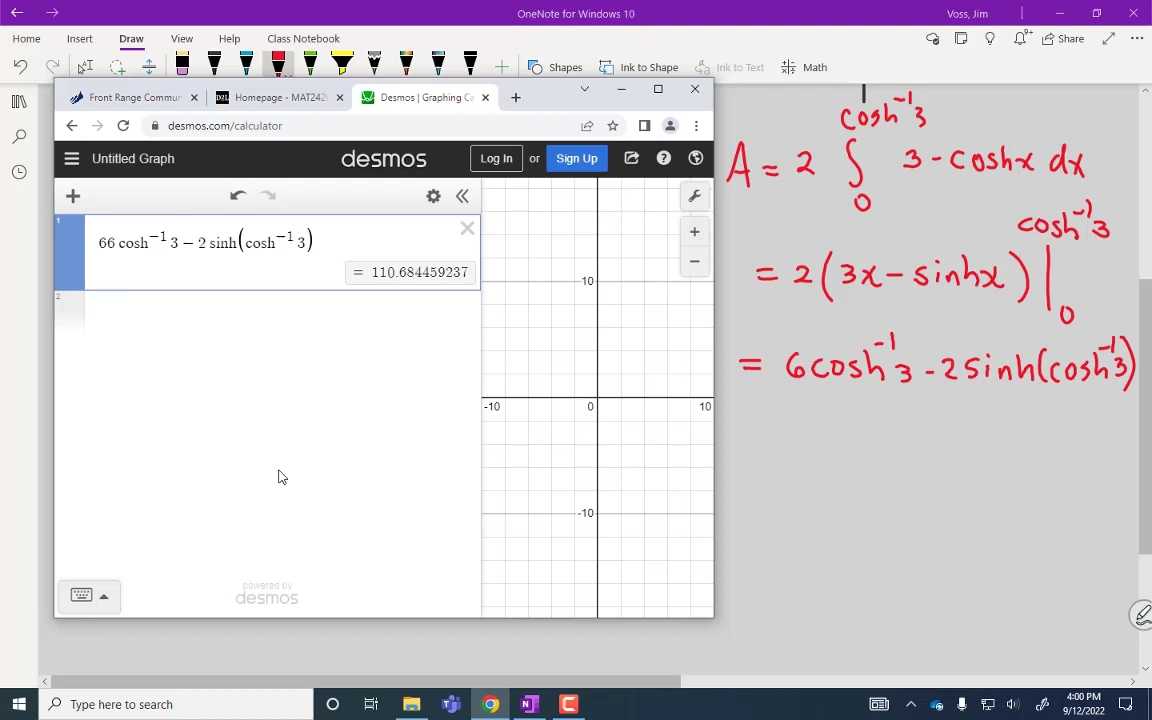 OneNote for Windows 10
Voss, Jim
Home Insert Draw View Help Class Notebook
Share
Shapes Ink to Shape Ink to Text Math
Front Range Commun
D2L Homepage - MAT242
Desmos | Graphing Ca
desmos.com/calculator
Untitled Graph
desmos
Log In or Sign Up
1
66 cosh⁻¹ 3 − 2 sinh(cosh⁻¹ 3)
= 110.684459237
2
10
-10 0 10
-10
powered by
desmos
cosh⁻¹3
A = 2 ∫ 3 - coshx dx
0
cosh⁻¹3
= 2(3x - sinhx) |
0
= 6cosh⁻¹3 - 2sinh(cosh⁻¹3)
Type here to search
4:00 PM
9/12/2022